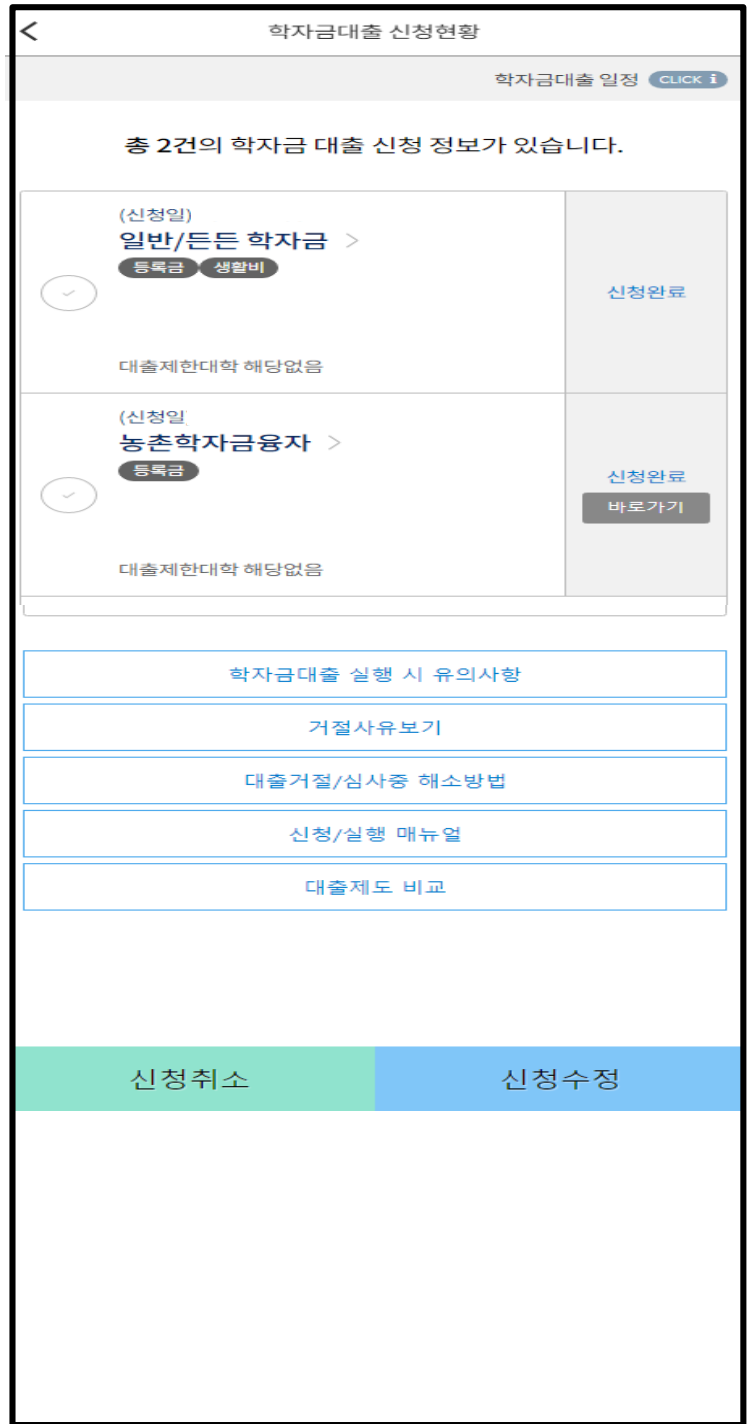 학자금대출 신청현황
학자금대출 일정 CLICK i
총 2건의 학자금 대출 신청 정보가 있습니다.
(신청일)
일반/든든 학자금 >
등록금 생활비
신청완료
대출제한대학 해당없음
(신청일
농촌학자금융자 >
등록금
신청완료
바로가기
대출제한대학 해당없음
학자금대출 실행 시 유의사항
거절사유보기
대출거절/심사중 해소방법
신청/실행 매뉴얼
대출제도 비교
신청취소
신청수정